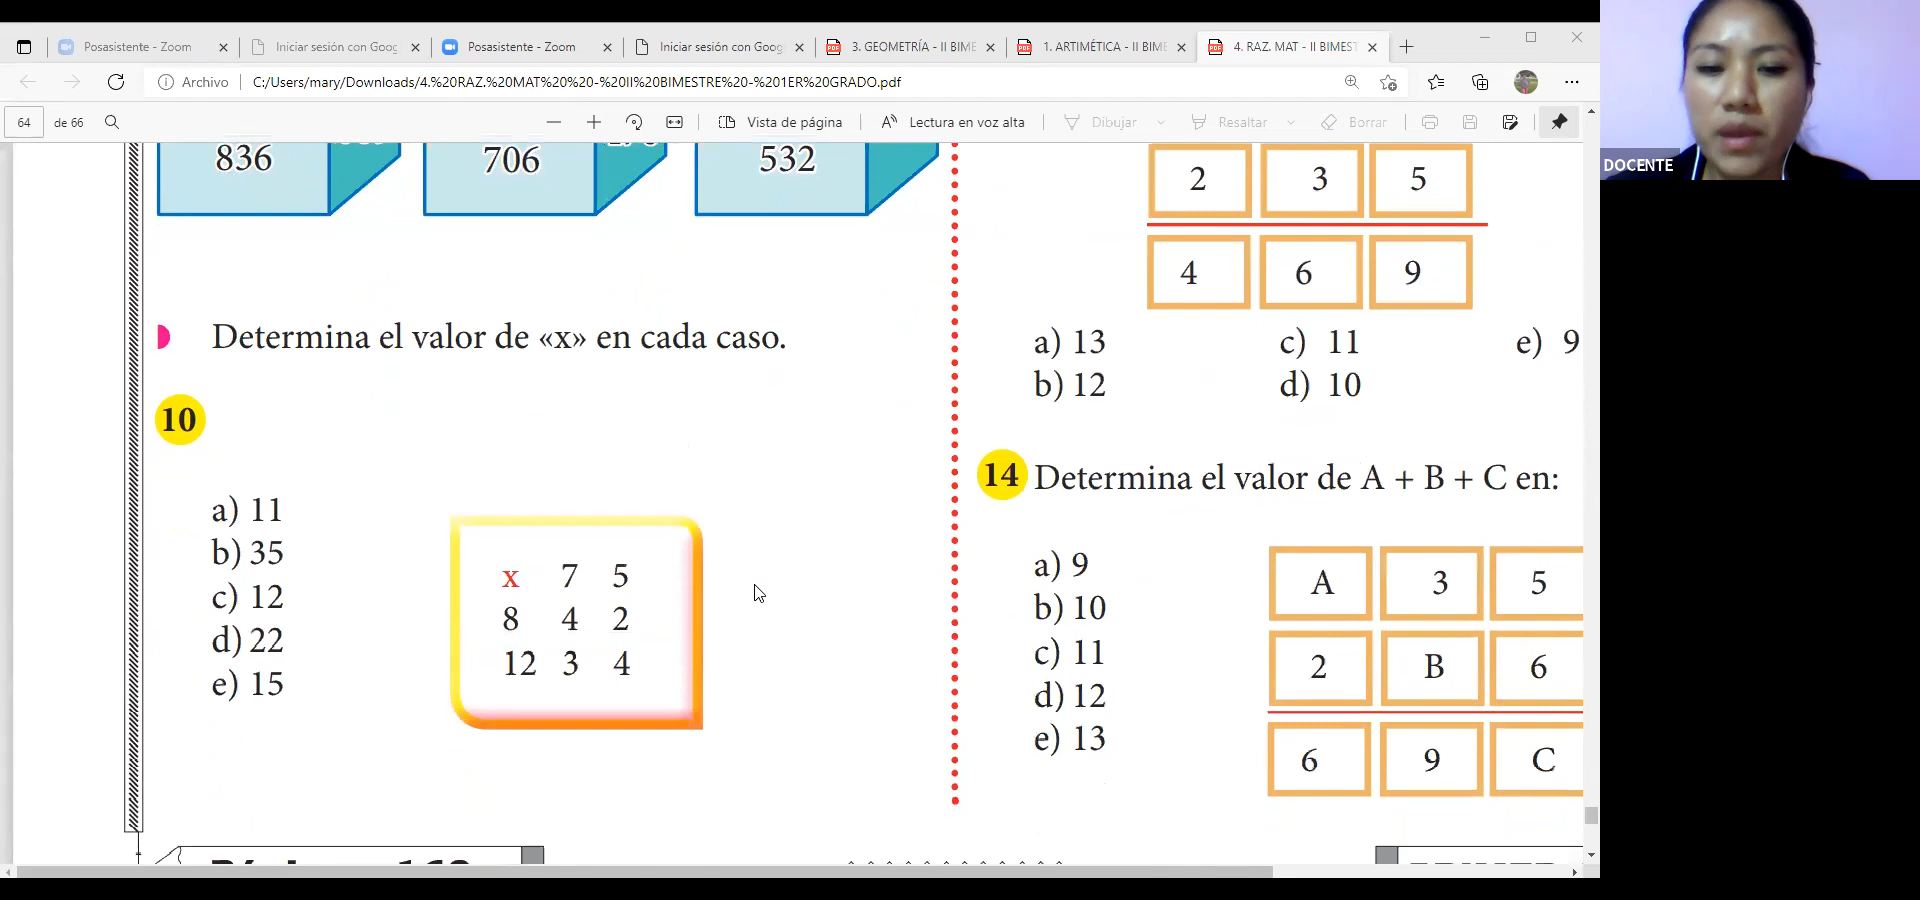 Posasistente - Zoom
Iniciar sesión con Goog
Posasistente - Zoom
Iniciar sesión con Goog
3. GEOMETRÍA - II BIME
1. ARTIMÉTICA - II BIME
4. RAZ. MAT - II BIMEST
Archivo C:/Users/mary/Downloads/4.%20RAZ.%20MAT%20%20-%20II%20BIMESTRE%20-%201ER%20GRADO.pdf
64 de 66 Vista de página Lectura en voz alta Dibujar Resaltar Borrar
DOCENTE
836 706 532
Determina el valor de «x» en cada caso.
10
a) 11
b) 35
c) 12
d) 22
e) 15
x 7 5
8 4 2
12 3 4
2 3 5
4 6 9
a) 13 c) 11 e) 9
b) 12 d) 10
14 Determina el valor de A + B + C en:
a) 9
b) 10
c) 11
d) 12
e) 13
A 3 5
2 B 6
6 9 C